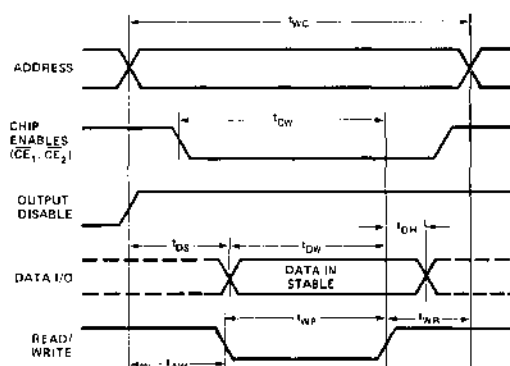 tWC
ADDRESS
tCW
CHIP
ENABLES
(CE1, CE2)
OUTPUT
DISABLE
tDH
tDS
tDW
DATA I/O
DATA IN
STABLE
tWP
tWR
READ/
WRITE
tAW